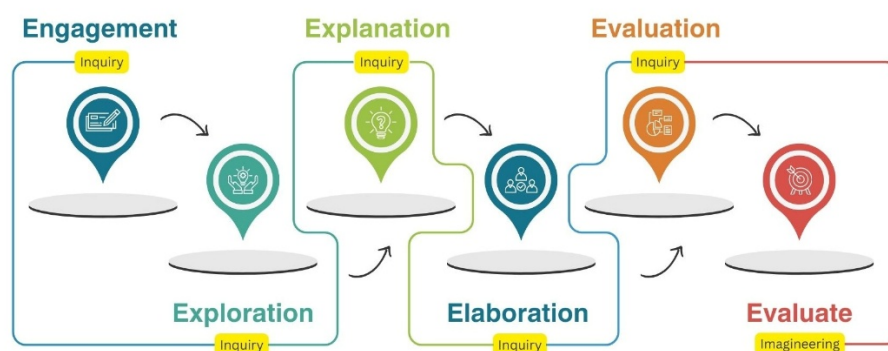 Engagement
Inquiry
Exploration
Inquiry
Explanation
Inquiry
Elaboration
Inquiry
Evaluation
Inquiry
Evaluate
Imagineering